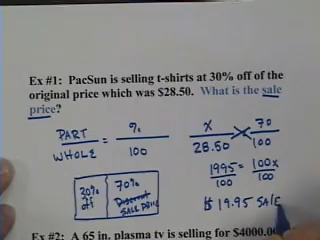 Ex #1: PacSun is selling t-shirts at 30% off of the
original price which was $28.50. What is the sale
price?
PART / WHOLE = % / 100
x / 28.50 = 70 / 100
1995 / 100 = 100x / 100
30% off
70%
Discount
SALE PRICE
$19.95 SALE
Ex #2: A 65 in. plasma tv is selling for $4000.